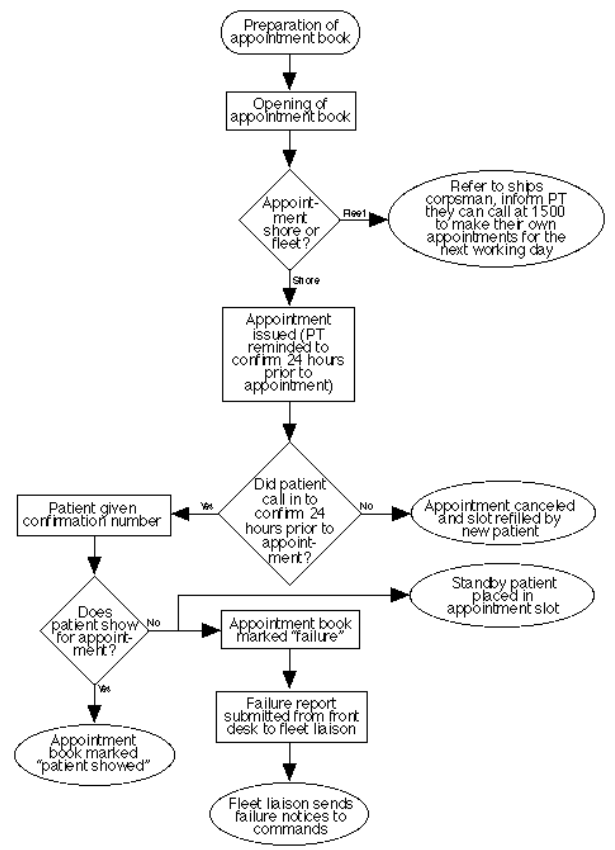 Preparation of
appointment book
Opening of
appointment book
Appoint-
ment
shore or
fleet?
Fleet
Refer to ships
corpsman, inform PT
they can call at 1500
to make their own
appointments for the
next working day
Shore
Appointment
issued (PT
reminded to
confirm 24 hours
prior to
appointment)
Did patient
call in to
confirm 24
hours prior to
appoint-
ment?
Yes
No
Patient given
confirmation number
Appointment canceled
and slot refilled by
new patient
Standby patient
placed in
appointment slot
Does
patient show
for appoint-
ment?
No
Appointment book
marked "failure"
Yes
Failure report
submitted from front
desk to fleet liaison
Appointment
book marked
"patient showed"
Fleet liaison sends
failure notices to
commands